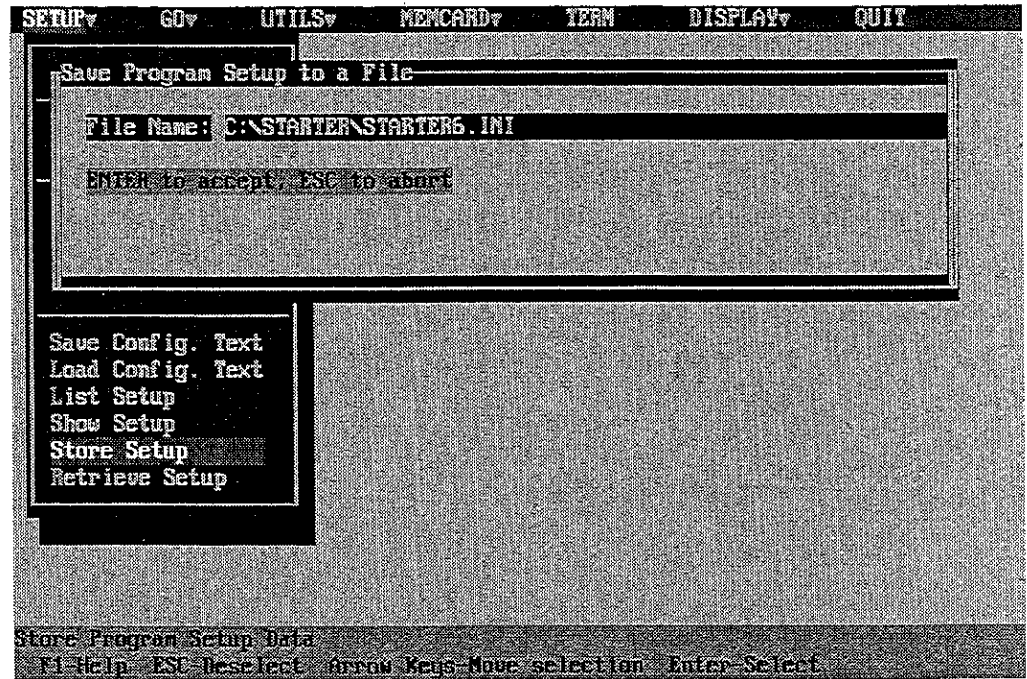 SETUP▼ GO▼ UTILS▼ MEMCARD▼ TERM DISPLAY▼ QUIT
Save Program Setup to a File
File Name: C:\STARTER\STARTER6.INI
ENTER to accept, ESC to abort
Save Config. Text
Load Config. Text
List Setup
Show Setup
Store Setup
Retrieve Setup
Store Program Setup Data
F1-Help ESC-Deselect Arrow Keys-Move selection Enter-Select